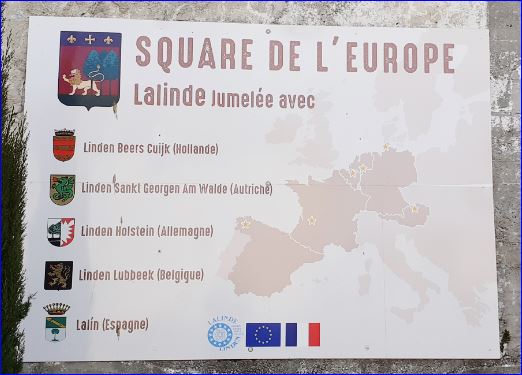 SQUARE DE L'EUROPE
Lalinde Jumelée avec
Linden Beers Cuijk (Hollande)
Linden Sankt Georgen Am Walde (Autriche)
Linden Holstein (Allemagne)
Linden Lubbeek (Belgique)
Lalín (Espagne)
LALINDE
LINDEN